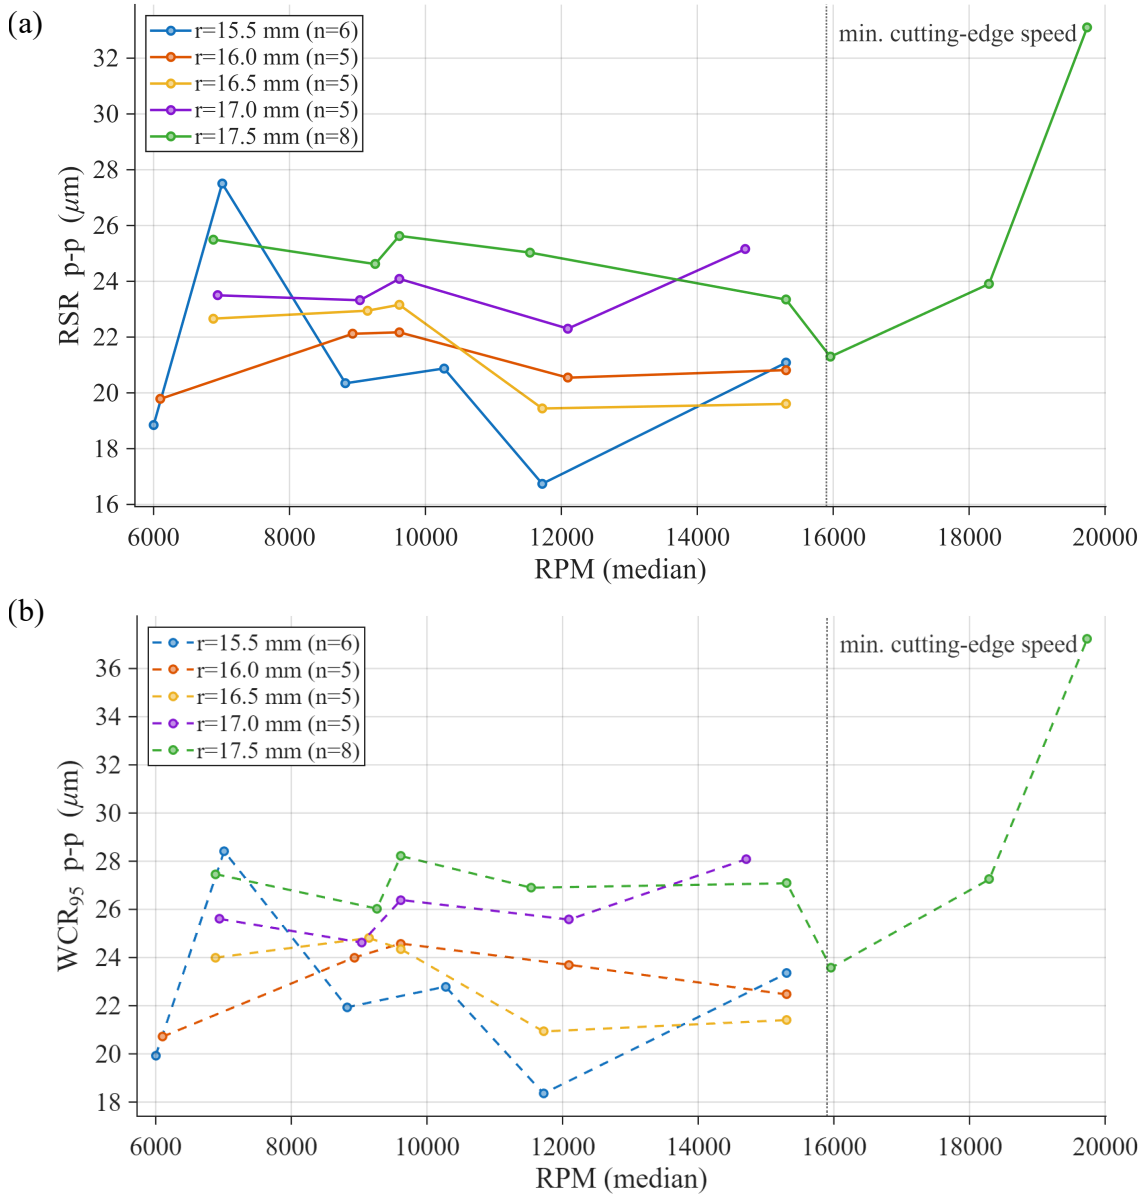 (a)
r=15.5 mm (n=6)
r=16.0 mm (n=5)
r=16.5 mm (n=5)
r=17.0 mm (n=5)
r=17.5 mm (n=8)
min. cutting-edge speed
RSR p-p (μm)
32
30
28
26
24
22
20
18
16
6000 8000 10000 12000 14000 16000 18000 20000
RPM (median)
(b)
r=15.5 mm (n=6)
r=16.0 mm (n=5)
r=16.5 mm (n=5)
r=17.0 mm (n=5)
r=17.5 mm (n=8)
min. cutting-edge speed
WCR₉₅ p-p (μm)
36
34
32
30
28
26
24
22
20
18
6000 8000 10000 12000 14000 16000 18000 20000
RPM (median)